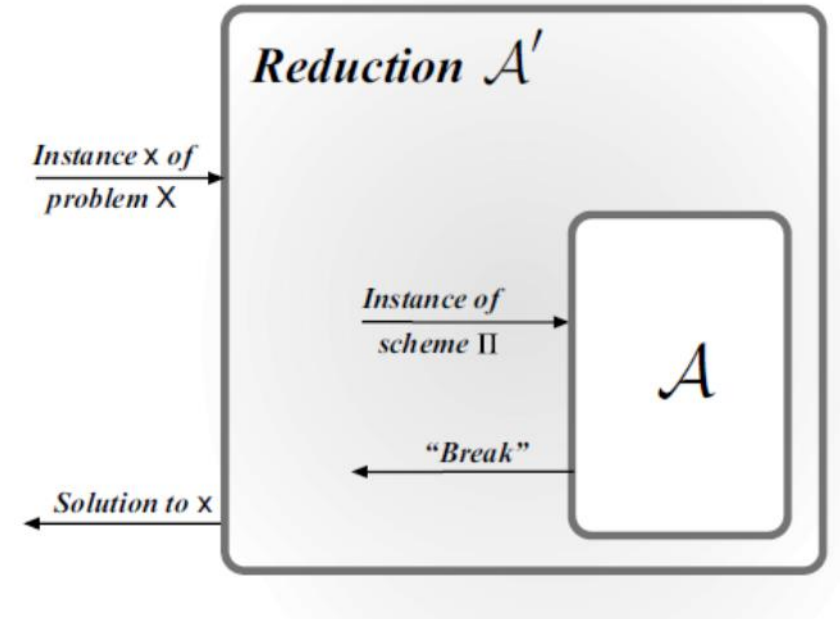 Reduction 𝒜′
Instance x of
problem X
Instance of
scheme Π
𝒜
“Break”
Solution to x